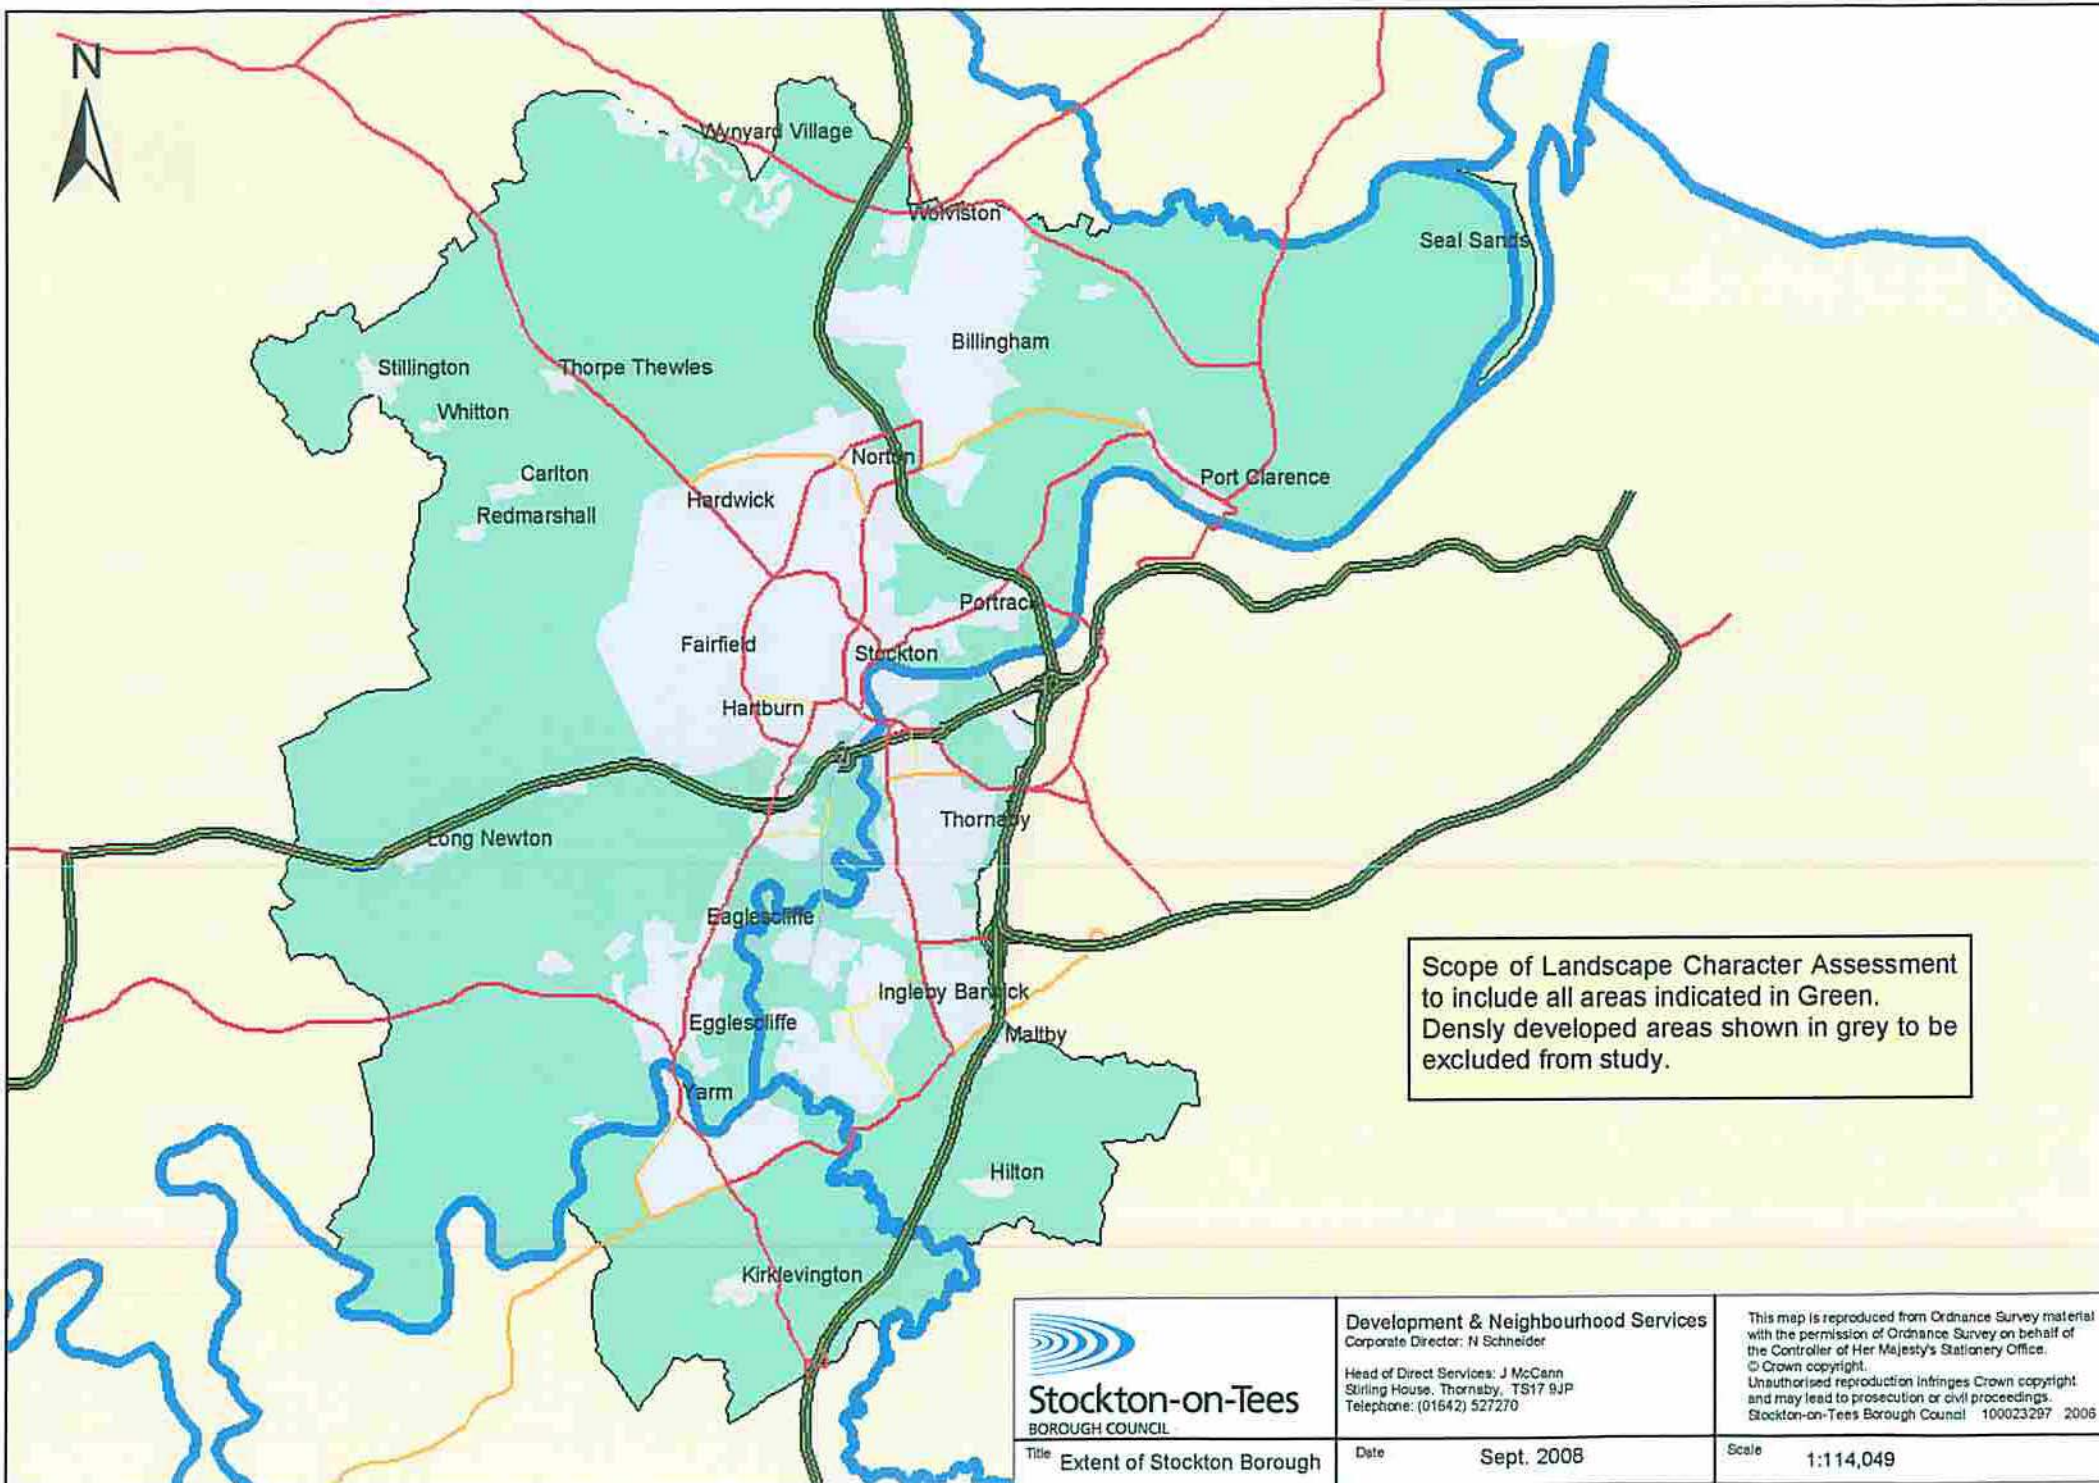 N
Wynyard Village
Wolviston
Seal Sands
Billingham
Stillington
Thorpe Thewles
Whitton
Norton
Carlton
Port Clarence
Hardwick
Redmarshall
Portrack
Fairfield
Stockton
Hartburn
Thornaby
Long Newton
Eaglescliffe
Ingleby Barwick
Egglescliffe
Maltby
Yarm
Hilton
Kirklevington
Scope of Landscape Character Assessment
to include all areas indicated in Green.
Densly developed areas shown in grey to be
excluded from study.
Stockton-on-Tees
BOROUGH COUNCIL
Development & Neighbourhood Services
Corporate Director: N Schneider
Head of Direct Services: J McCann
Stirling House, Thornaby, TS17 9JP
Telephone: (01642) 527270
This map is reproduced from Ordnance Survey material
with the permission of Ordnance Survey on behalf of
the Controller of Her Majesty's Stationery Office.
© Crown copyright.
Unauthorised reproduction infringes Crown copyright
and may lead to prosecution or civil proceedings.
Stockton-on-Tees Borough Council 100023297 2006
Title Extent of Stockton Borough
Date Sept. 2008
Scale 1:114,049